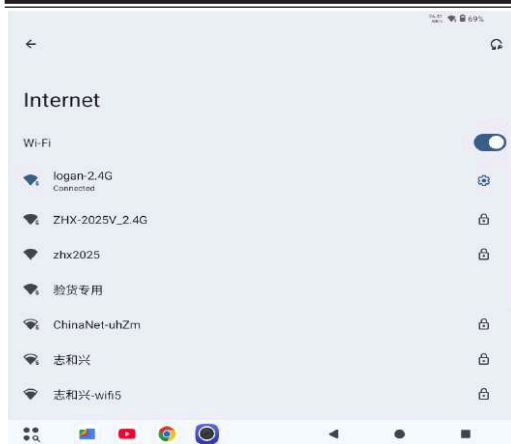 69%
Internet
Wi-Fi
logan-2.4G
Connected
ZHX-2025V_2.4G
zhx2025
验货专用
ChinaNet-uhZm
志和兴
志和兴-wifi5